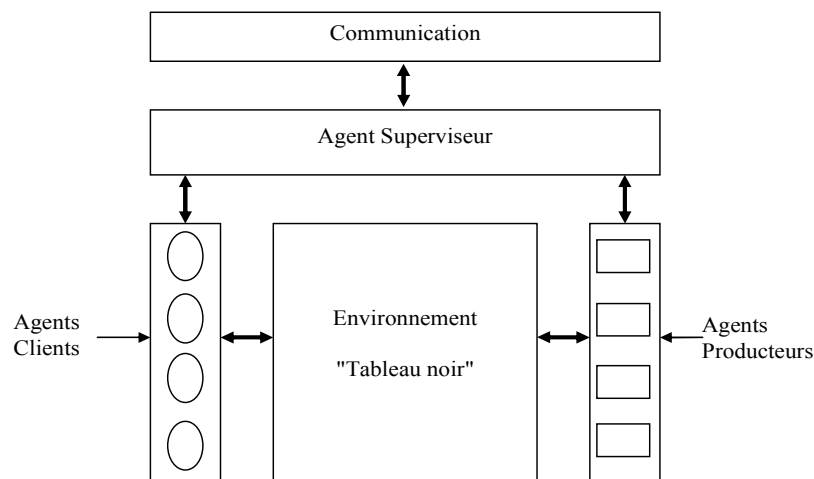 Communication
Agent Superviseur
Agents
Clients
Environnement
"Tableau noir"
Agents
Producteurs